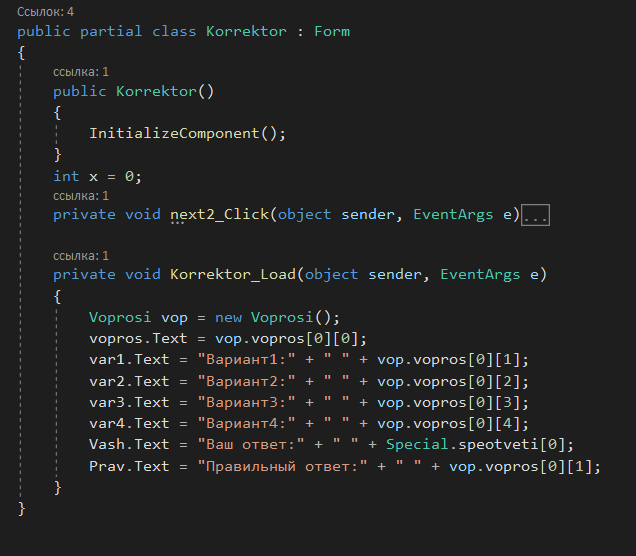 Ссылок: 4
public partial class Korrektor : Form
{
ссылка: 1
public Korrektor()
{
InitializeComponent();
}
int x = 0;
ссылка: 1
private void next2_Click(object sender, EventArgs e)...
ссылка: 1
private void Korrektor_Load(object sender, EventArgs e)
{
Voprosi vop = new Voprosi();
vopros.Text = vop.vopros[0][0];
var1.Text = "Вариант1:" + " " + vop.vopros[0][1];
var2.Text = "Вариант2:" + " " + vop.vopros[0][2];
var3.Text = "Вариант3:" + " " + vop.vopros[0][3];
var4.Text = "Вариант4:" + " " + vop.vopros[0][4];
Vash.Text = "Ваш ответ:" + " " + Special.speotveti[0];
Prav.Text = "Правильный ответ:" + " " + vop.vopros[0][1];
}
}